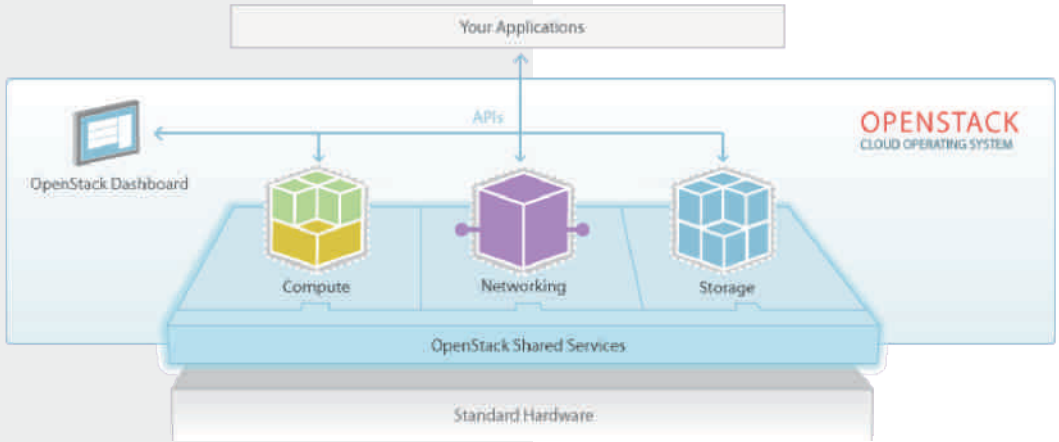 Your Applications
APIs
OPENSTACK
CLOUD OPERATING SYSTEM
OpenStack Dashboard
Compute
Networking
Storage
OpenStack Shared Services
Standard Hardware